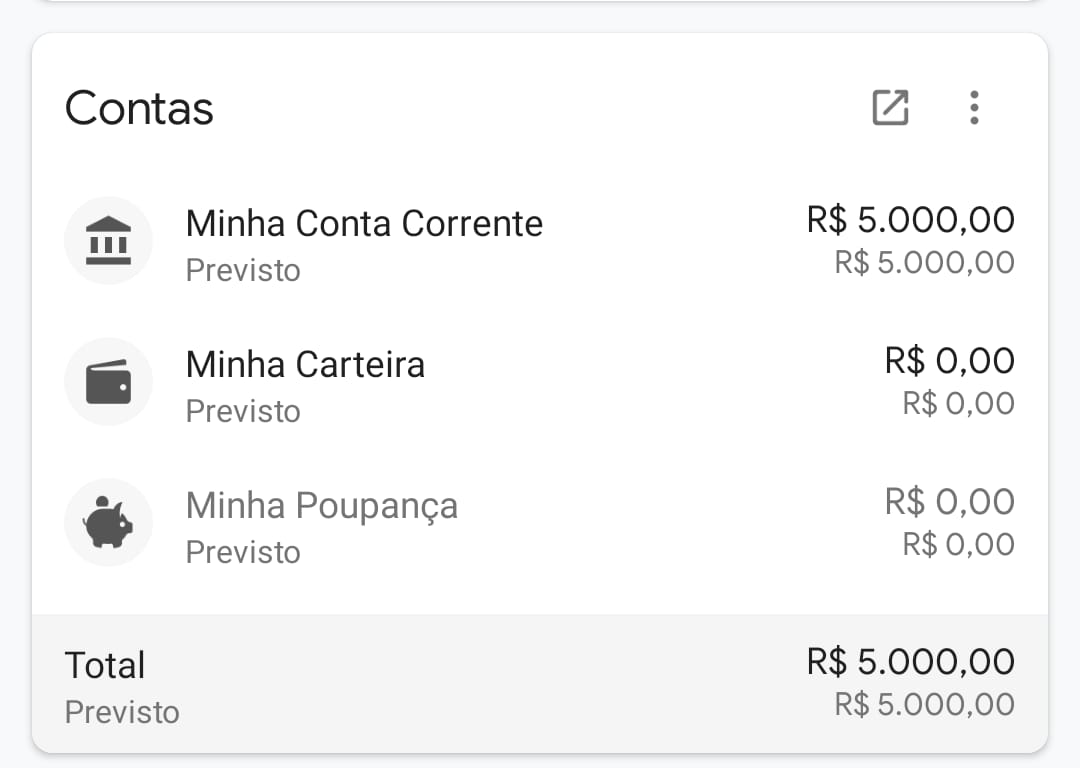 Contas
Minha Conta Corrente R$ 5.000,00
Previsto R$ 5.000,00
Minha Carteira R$ 0,00
Previsto R$ 0,00
Minha Poupança R$ 0,00
Previsto R$ 0,00
Total R$ 5.000,00
Previsto R$ 5.000,00